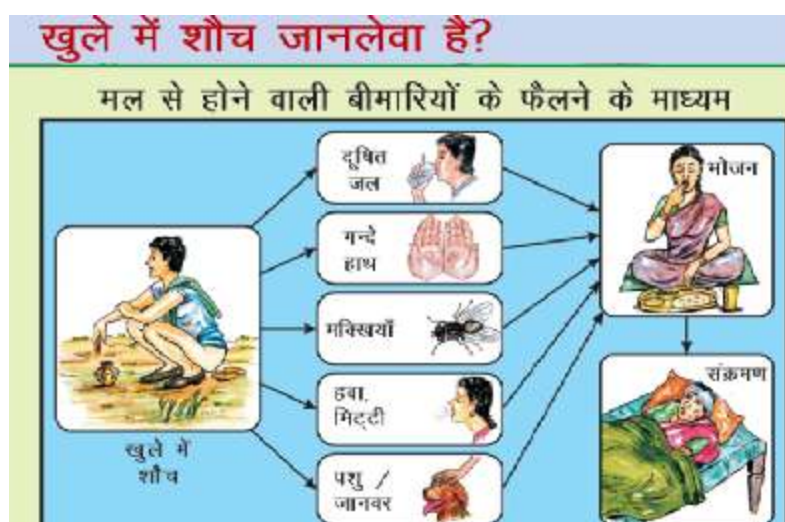 खुले में शौच जानलेवा है?
मल से होने वाली बीमारियों के फैलने के माध्यम
दूषित
जल
गन्दे
हाथ
मक्खियाँ
हवा,
मिट्टी
पशु /
जानवर
खुले में
शौच
भोजन
संक्रमण